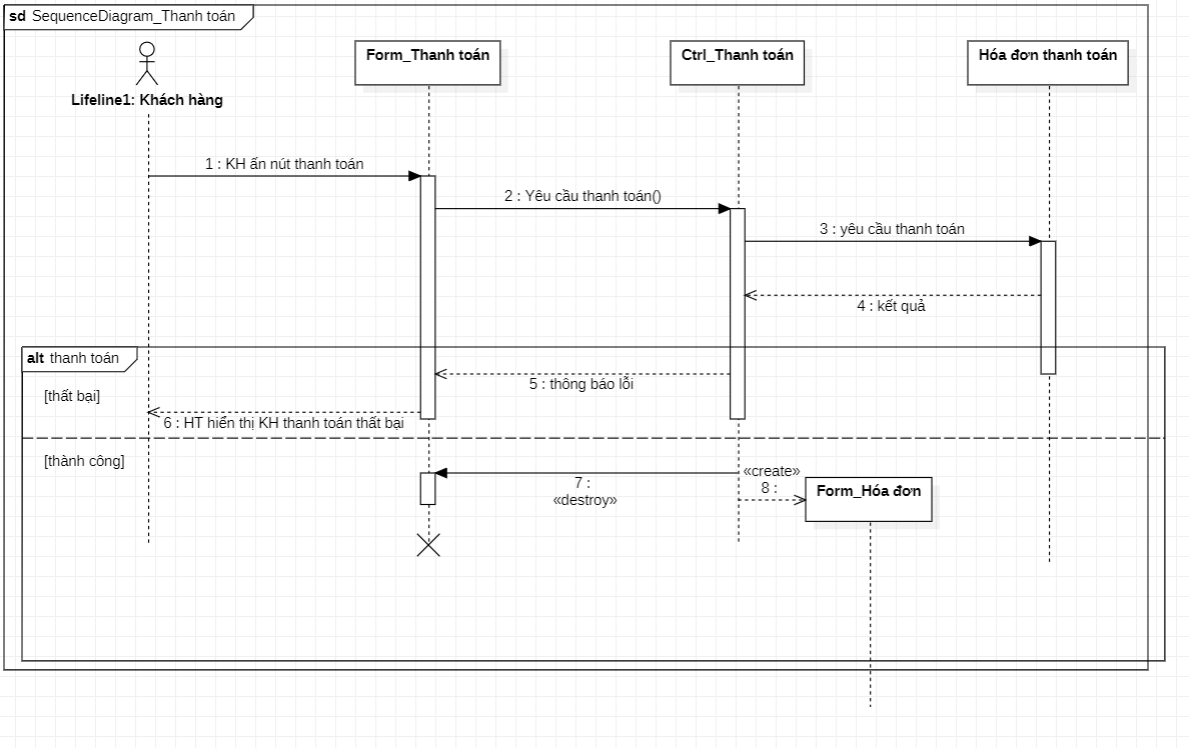 sd SequenceDiagram_Thanh toán
Form_Thanh toán
Ctrl_Thanh toán
Hóa đơn thanh toán
Lifeline1: Khách hàng
1 : KH ấn nút thanh toán
2 : Yêu cầu thanh toán()
3 : yêu cầu thanh toán
4 : kết quả
alt thanh toán
5 : thông báo lỗi
[thất bại]
6 : HT hiển thị KH thanh toán thất bại
[thành công]
7 :
«destroy»
«create»
8 :
Form_Hóa đơn